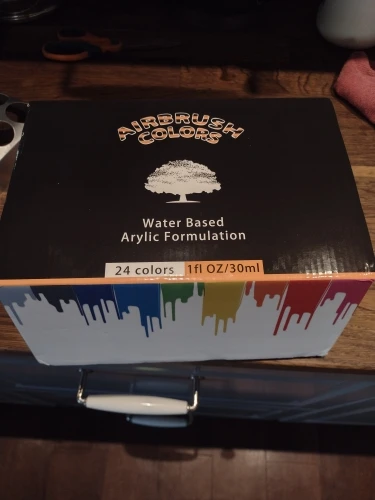 AIRBRUSH
COLORS
Water Based
Arylic Formulation
24 colors 1fl OZ/30ml